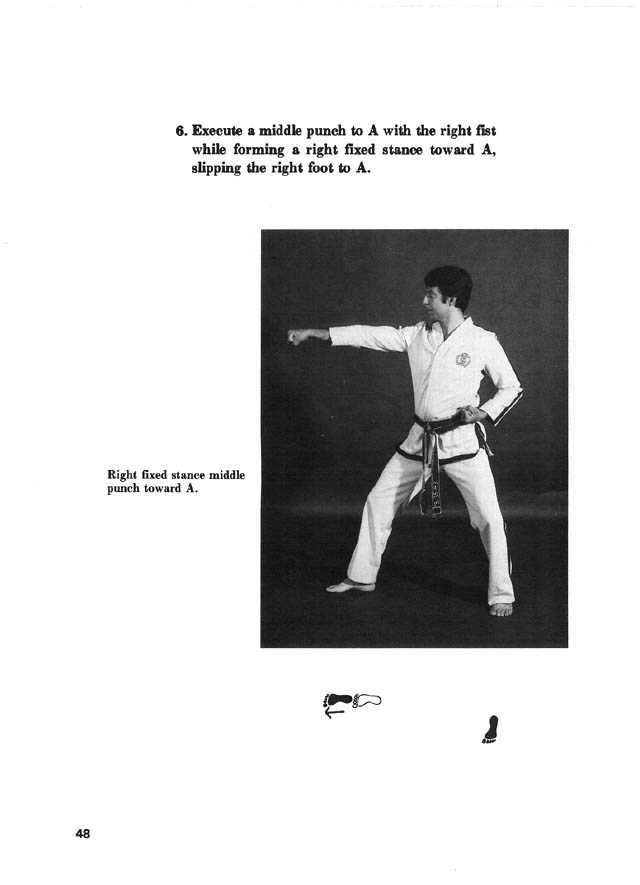 6. Execute a middle punch to A with the right fist
while forming a right fixed stance toward A,
slipping the right foot to A.
Right fixed stance middle
punch toward A.
48